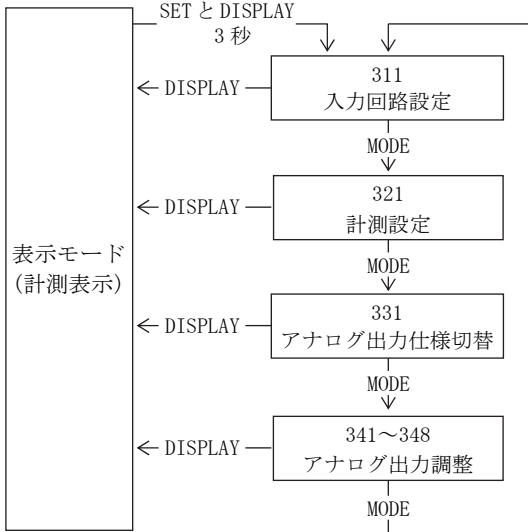 SET と DISPLAY
3 秒
311
入力回路設定
DISPLAY
MODE
321
計測設定
DISPLAY
表示モード
(計測表示)
MODE
331
アナログ出力仕様切替
DISPLAY
MODE
341～348
アナログ出力調整
DISPLAY
MODE